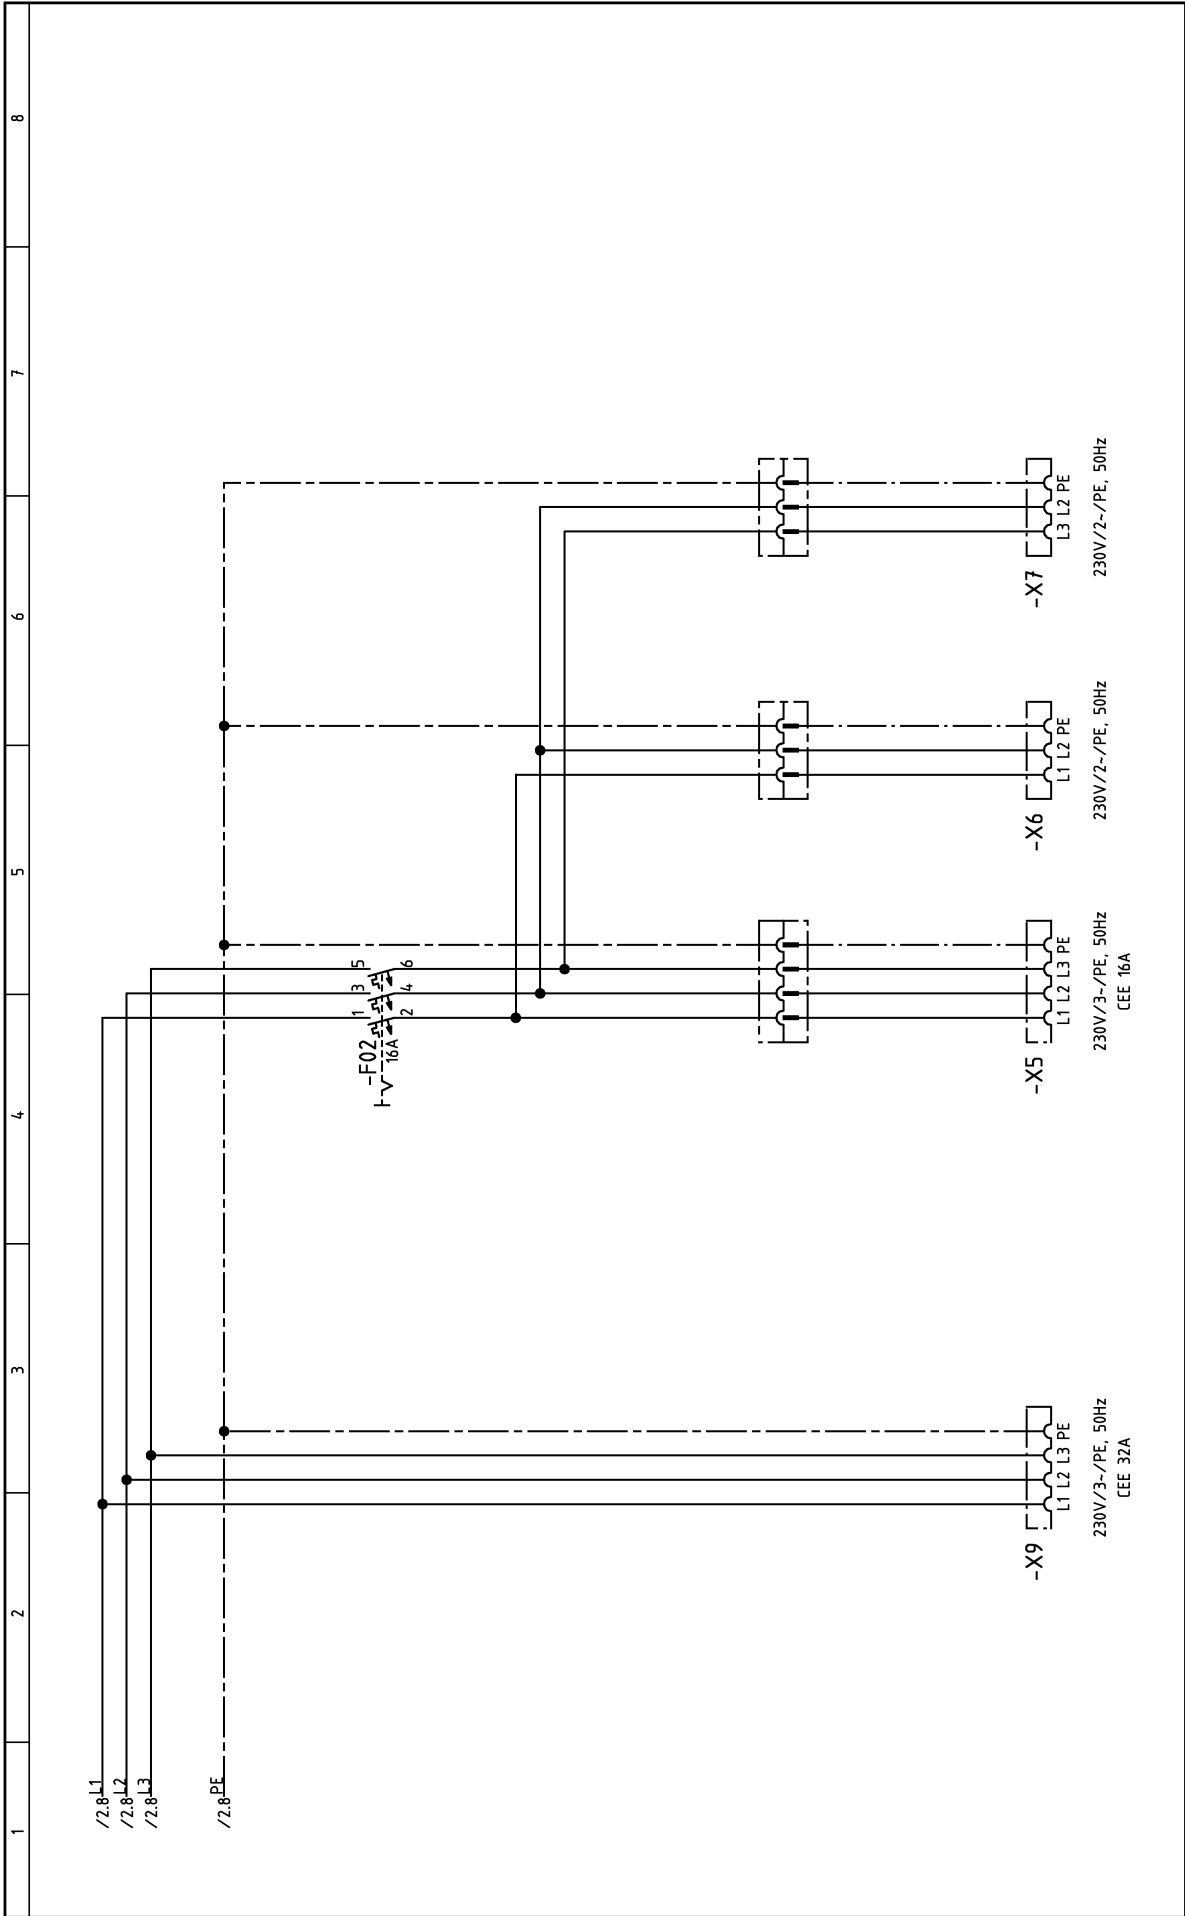 1 2 3 4 5 6 7 8
/2.8 L1
/2.8 L2
/2.8 L3
/2.8 PE
-F02
16A
1 3 5
2 4 6
-X9
L1 L2 L3 PE
230V/3~/PE, 50Hz
CEE 32A
-X5
L1 L2 L3 PE
230V/3~/PE, 50Hz
CEE 16A
-X6
L1 L2 PE
230V/2~/PE, 50Hz
-X7
L3 L2 PE
230V/2~/PE, 50Hz